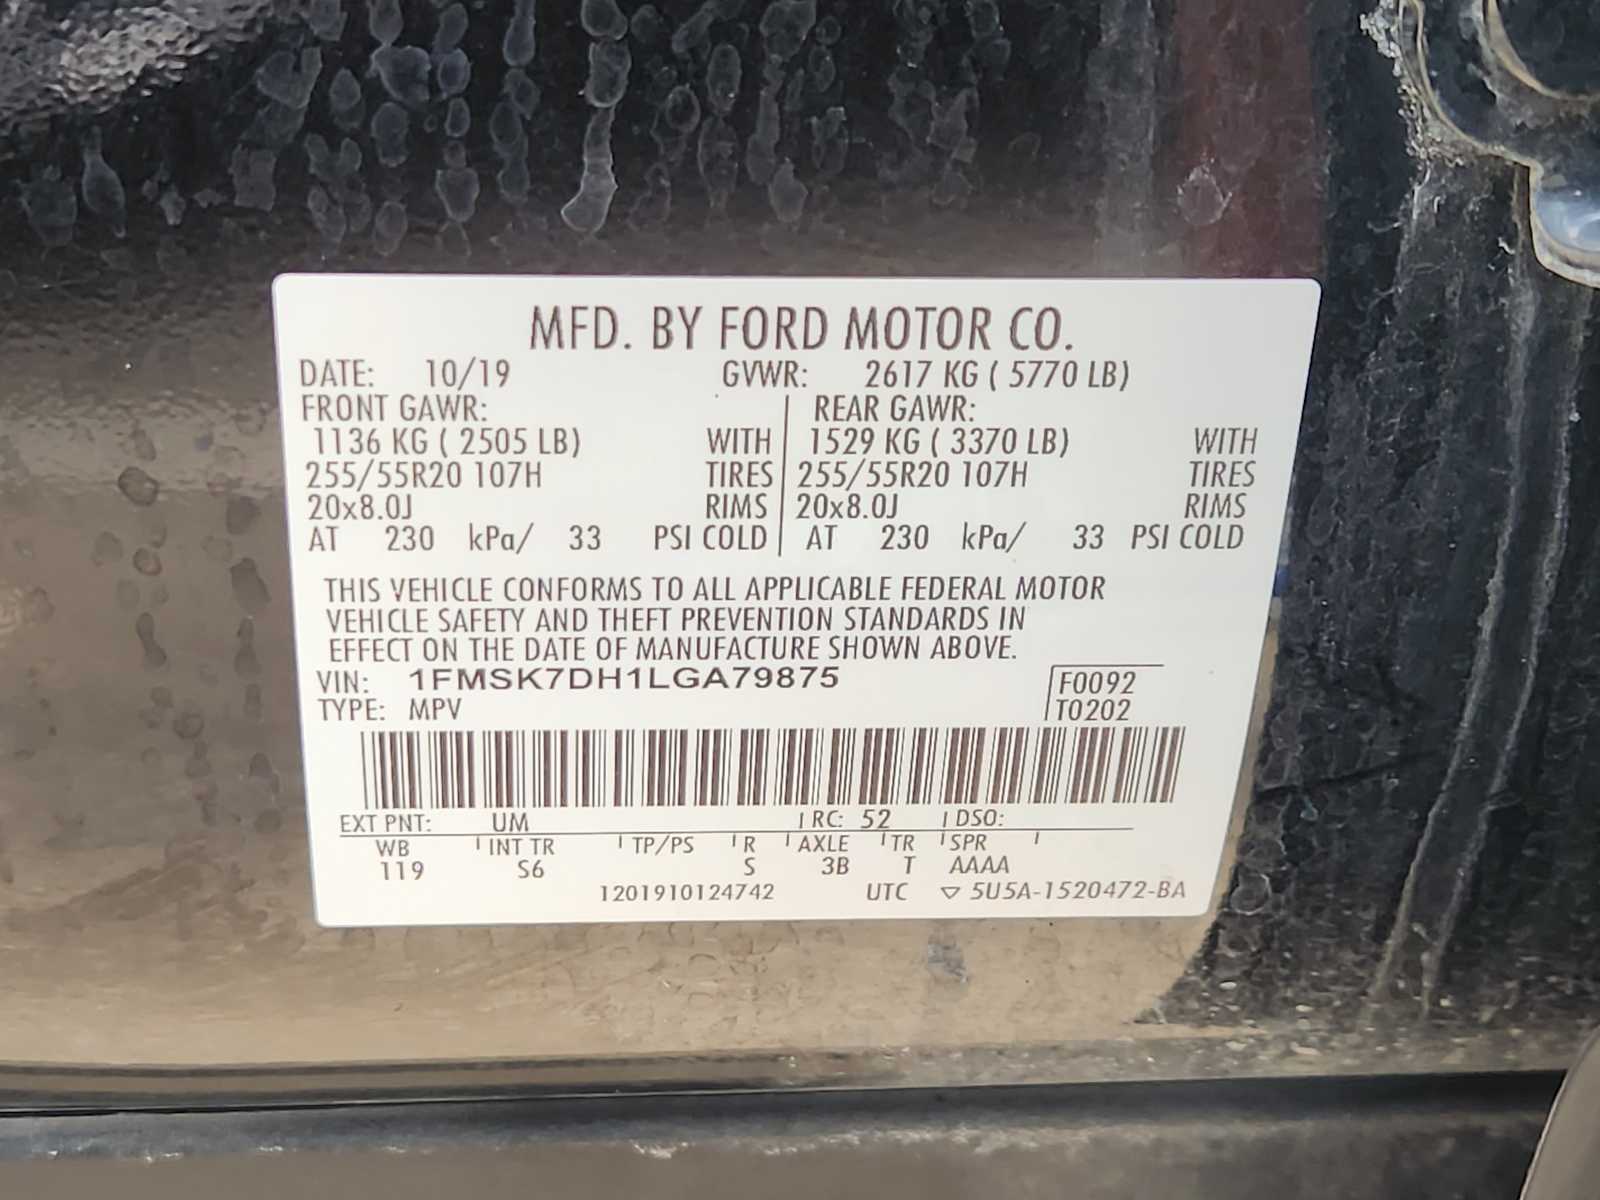 MFD. BY FORD MOTOR CO.
DATE: 10/19 GVWR: 2617 KG ( 5770 LB)
FRONT GAWR: REAR GAWR:
1136 KG ( 2505 LB) WITH 1529 KG ( 3370 LB) WITH
255/55R20 107H TIRES 255/55R20 107H TIRES
20x8.0J RIMS 20x8.0J RIMS
AT 230 kPa/ 33 PSI COLD AT 230 kPa/ 33 PSI COLD
THIS VEHICLE CONFORMS TO ALL APPLICABLE FEDERAL MOTOR
VEHICLE SAFETY AND THEFT PREVENTION STANDARDS IN
EFFECT ON THE DATE OF MANUFACTURE SHOWN ABOVE.
VIN: 1FMSK7DH1LGA79875 F0092
TYPE: MPV T0202
EXT PNT: UM RC: 52 DSO:
WB INT TR TP/PS R AXLE TR SPR
119 S6 S 3B T AAAA
1201910124742 UTC ▽ 5U5A-1520472-BA